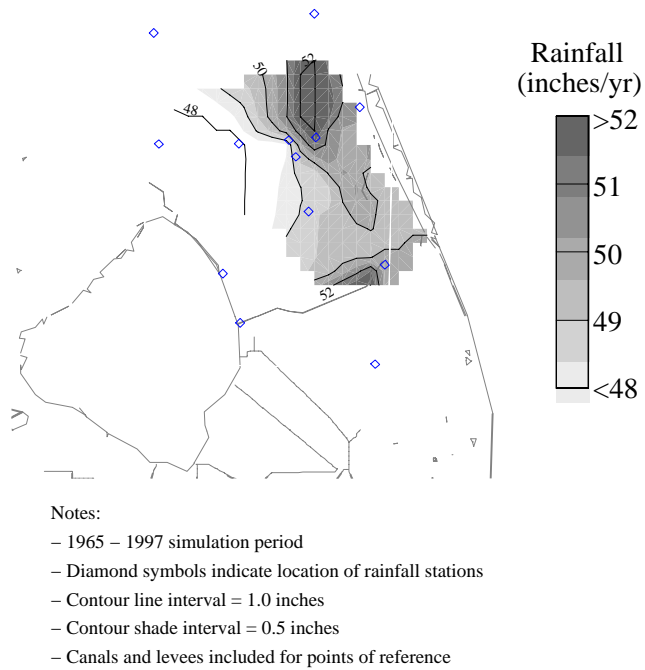 52
50
48
52
Rainfall
(inches/yr)
>52
51
50
49
<48
Notes:
– 1965 – 1997 simulation period
– Diamond symbols indicate location of rainfall stations
– Contour line interval = 1.0 inches
– Contour shade interval = 0.5 inches
– Canals and levees included for points of reference